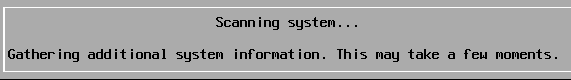 Scanning system...
Gathering additional system information. This may take a few moments.